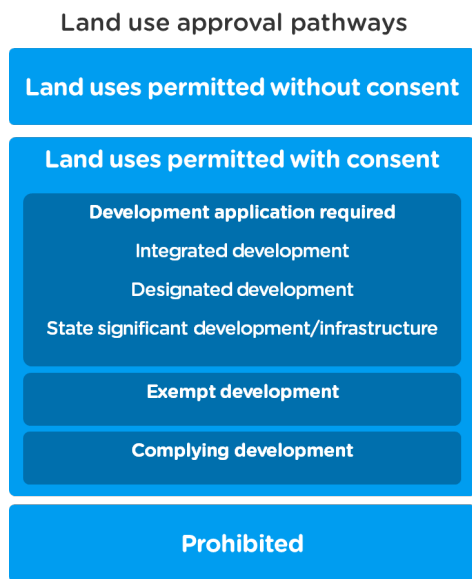 Land use approval pathways
Land uses permitted without consent
Land uses permitted with consent
Development application required
Integrated development
Designated development
State significant development/infrastructure
Exempt development
Complying development
Prohibited